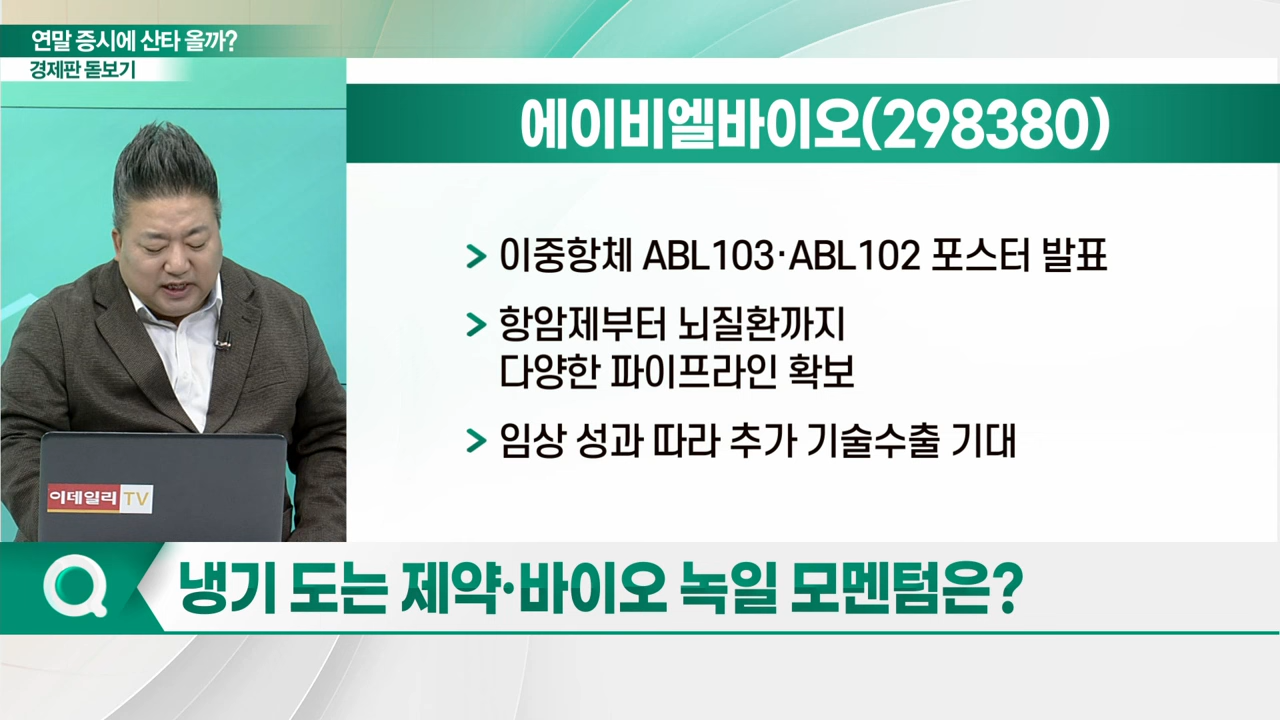 연말 증시에 산타 올까?
경제판 돋보기
에이비엘바이오(298380)
> 이중항체 ABL103·ABL102 포스터 발표
> 항암제부터 뇌질환까지
다양한 파이프라인 확보
> 임상 성과 따라 추가 기술수출 기대
이데일리 TV
냉기 도는 제약·바이오 녹일 모멘텀은?